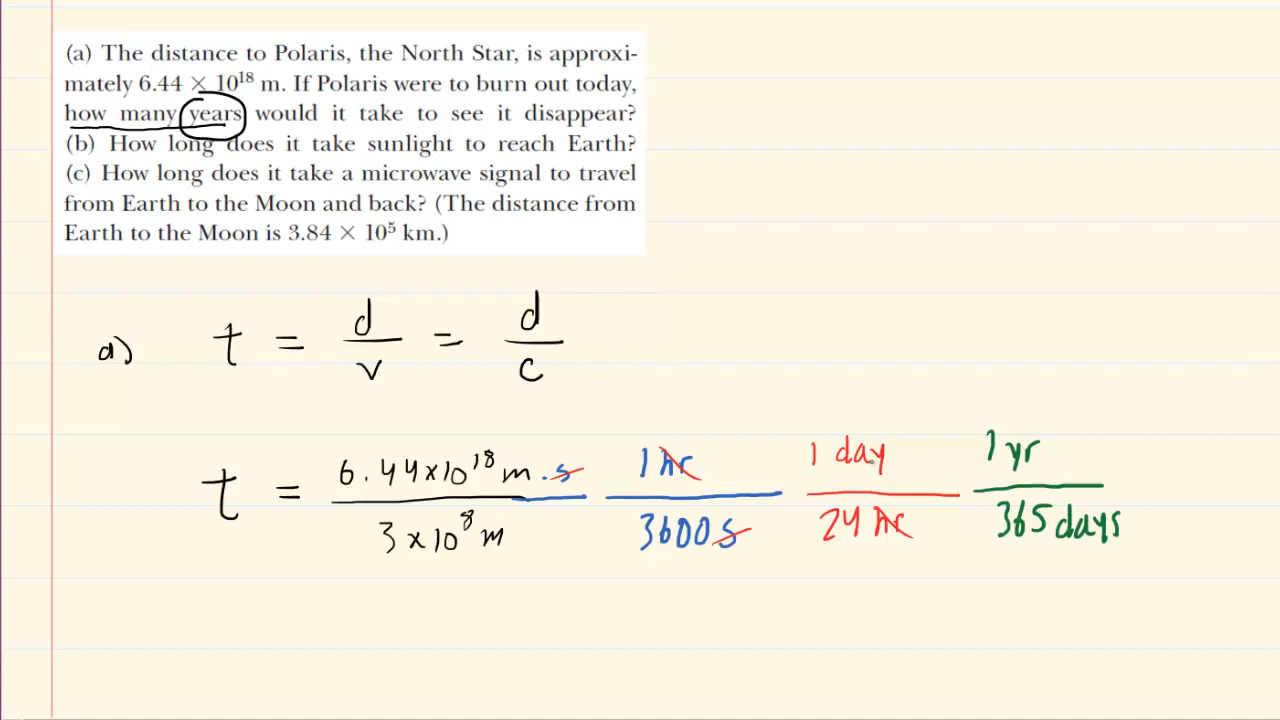 (a) The distance to Polaris, the North Star, is approxi-
mately 6.44 × 10¹⁸ m. If Polaris were to burn out today,
how many years would it take to see it disappear?
(b) How long does it take sunlight to reach Earth?
(c) How long does it take a microwave signal to travel
from Earth to the Moon and back? (The distance from
Earth to the Moon is 3.84 × 10⁵ km.)
a) t = d/v = d/c
t = 6.44×10¹⁸ m · s / 3×10⁸ m 1 hr / 3600 s 1 day / 24 hr 1 yr / 365 days